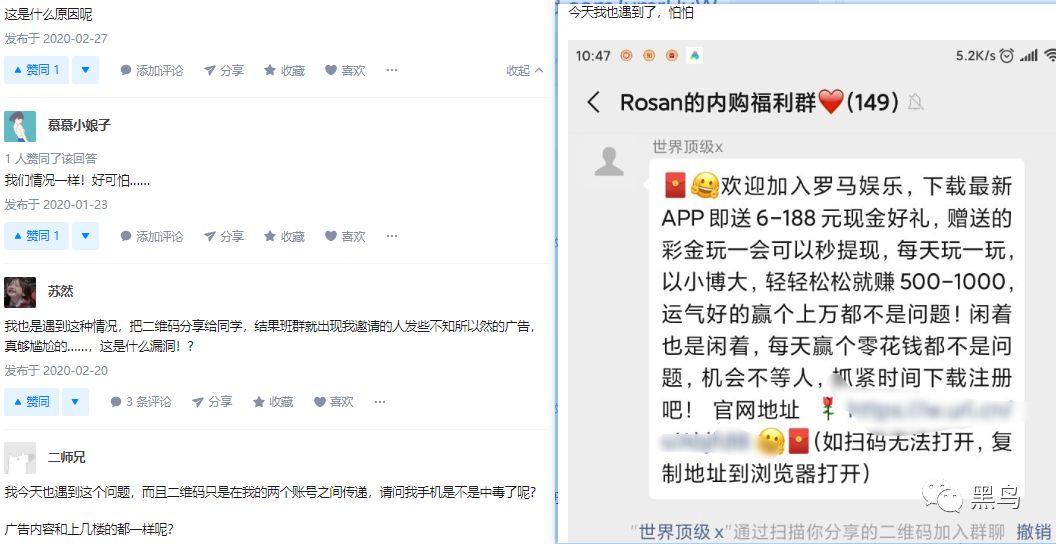 这是什么原因呢
发布于 2020-02-27
赞同 1 添加评论 分享 收藏 喜欢 收起
慕慕小娘子
1 人赞同了该回答
我们情况一样！好可怕......
发布于 2020-01-23
赞同 1 添加评论 分享 收藏 喜欢
苏然
我也是遇到这种情况，把二维码分享给同学，结果班群就出现我邀请的人发些不知所以然的广告，
真够尴尬的......，这是什么漏洞！?
发布于 2020-02-20
赞同 3 条评论 分享 收藏 喜欢
二师兄
我今天也遇到这个问题，而且二维码只是在我的两个账号之间传递，请问我手机是不是中毒了呢?
广告内容和上几楼的都一样呢?
今天我也遇到了，怕怕
10:47 5.2K/s
Rosan的内购福利群❤️(149)
世界顶级x
🧧🤗欢迎加入罗马娱乐，下载最新
APP即送6-188元现金好礼，赠送的
彩金玩一会可以秒提现，每天玩一玩，
以小博大，轻轻松松就赚500-1000，
运气好的赢个上万都不是问题！闲着
也是闲着，每天赢个零花钱都不是问
题，机会不等人，抓紧时间下载注册
吧！ 官网地址 🌹
🤗🧧(如扫码无法打开，复
制地址到浏览器打开)
黑鸟
"世界顶级x"通过扫描你分享的二维码加入群聊 撤销